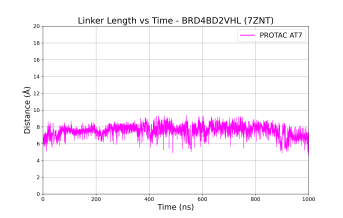 Linker Length vs Time - BRD4BD2VHL (7ZNT)
PROTAC AT7
Distance (Å)
20
18
16
14
12
10
8
6
4
2
0
0 200 400 600 800 1000
Time (ns)